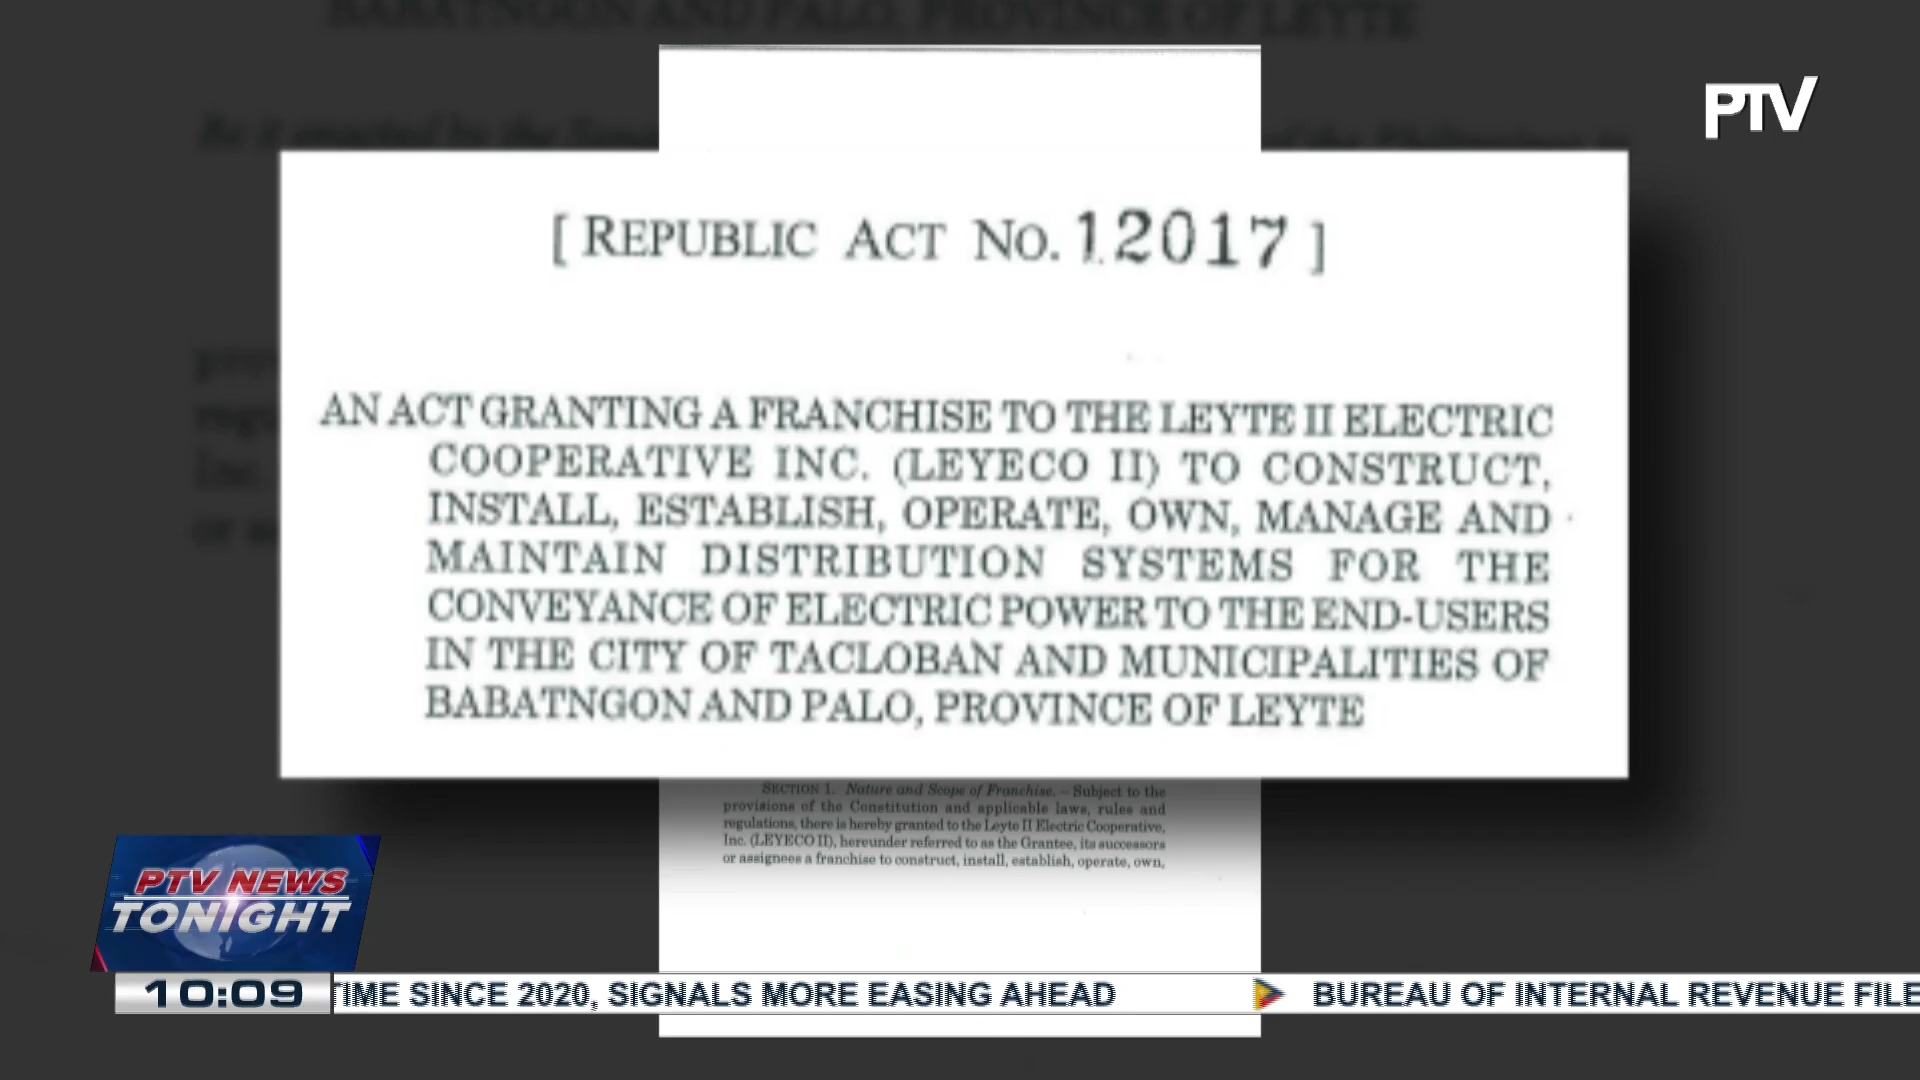 BABATNGON AND PALO, PROVINCE OF LEYTE
PTV
[ REPUBLIC ACT NO. 12017 ]
AN ACT GRANTING A FRANCHISE TO THE LEYTE II ELECTRIC
COOPERATIVE INC. (LEYECO II) TO CONSTRUCT,
INSTALL, ESTABLISH, OPERATE, OWN, MANAGE AND
MAINTAIN DISTRIBUTION SYSTEMS FOR THE
CONVEYANCE OF ELECTRIC POWER TO THE END-USERS
IN THE CITY OF TACLOBAN AND MUNICIPALITIES OF
BABATNGON AND PALO, PROVINCE OF LEYTE
SECTION 1. Nature and Scope of Franchise. – Subject to the
provisions of the Constitution and applicable laws, rules and
regulations, there is hereby granted to the Leyte II Electric Cooperative,
Inc. (LEYECO II), hereunder referred to as the Grantee, its successors
or assignees a franchise to construct, install, establish, operate, own,
PTV NEWS
TONIGHT
10:09
TIME SINCE 2020, SIGNALS MORE EASING AHEAD
BUREAU OF INTERNAL REVENUE FILE